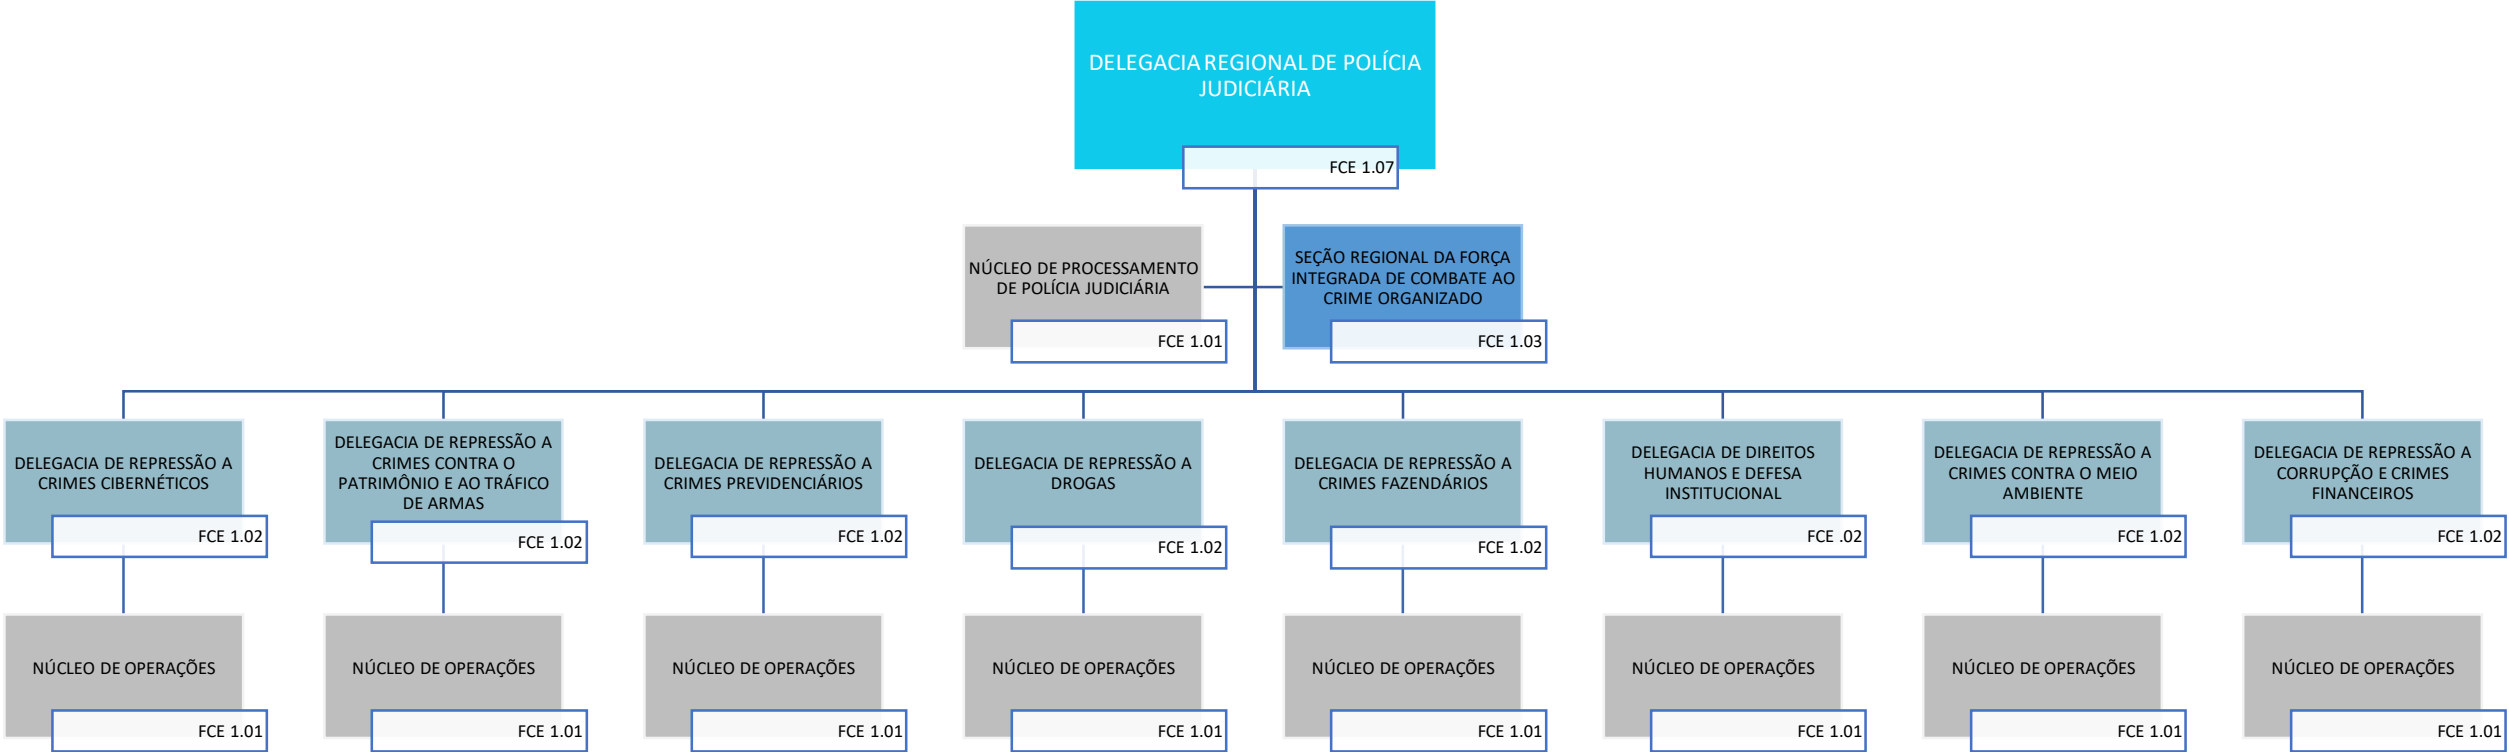 DELEGACIA REGIONAL DE POLÍCIA
JUDICIÁRIA
FCE 1.07
NÚCLEO DE PROCESSAMENTO
DE POLÍCIA JUDICIÁRIA
FCE 1.01
SEÇÃO REGIONAL DA FORÇA
INTEGRADA DE COMBATE AO
CRIME ORGANIZADO
FCE 1.03
DELEGACIA DE REPRESSÃO A
CRIMES CIBERNÉTICOS
FCE 1.02
DELEGACIA DE REPRESSÃO A
CRIMES CONTRA O
PATRIMÔNIO E AO TRÁFICO
DE ARMAS
FCE 1.02
DELEGACIA DE REPRESSÃO A
CRIMES PREVIDENCIÁRIOS
FCE 1.02
DELEGACIA DE REPRESSÃO A
DROGAS
FCE 1.02
DELEGACIA DE REPRESSÃO A
CRIMES FAZENDÁRIOS
FCE 1.02
DELEGACIA DE DIREITOS
HUMANOS E DEFESA
INSTITUCIONAL
FCE .02
DELEGACIA DE REPRESSÃO A
CRIMES CONTRA O MEIO
AMBIENTE
FCE 1.02
DELEGACIA DE REPRESSÃO A
CORRUPÇÃO E CRIMES
FINANCEIROS
FCE 1.02
NÚCLEO DE OPERAÇÕES
FCE 1.01
NÚCLEO DE OPERAÇÕES
FCE 1.01
NÚCLEO DE OPERAÇÕES
FCE 1.01
NÚCLEO DE OPERAÇÕES
FCE 1.01
NÚCLEO DE OPERAÇÕES
FCE 1.01
NÚCLEO DE OPERAÇÕES
FCE 1.01
NÚCLEO DE OPERAÇÕES
FCE 1.01
NÚCLEO DE OPERAÇÕES
FCE 1.01